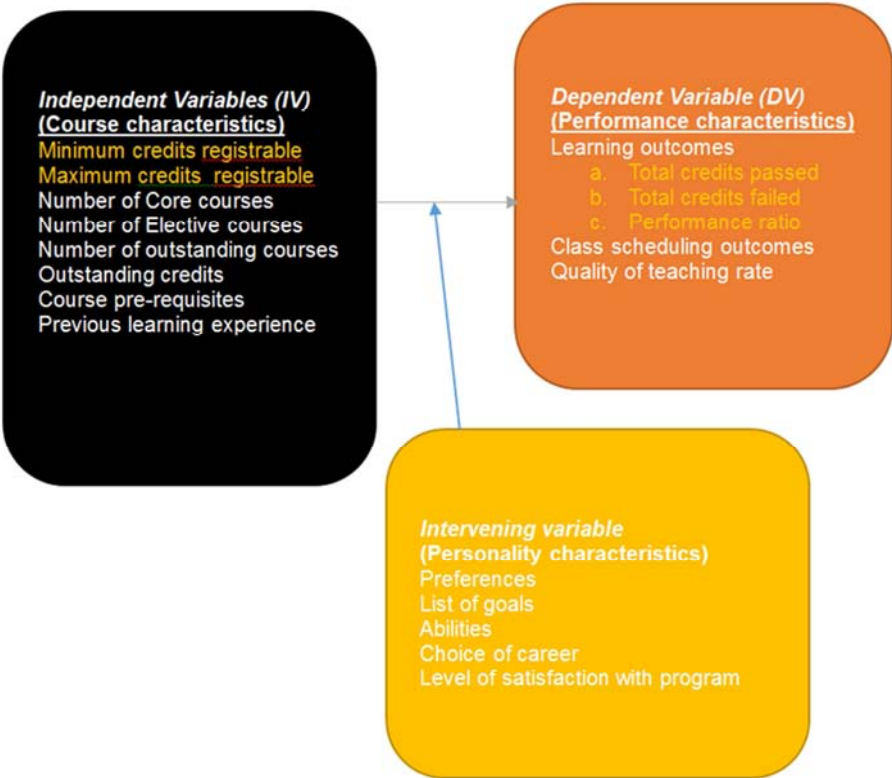 Independent Variables (IV)
(Course characteristics)
Minimum credits registrable
Maximum credits registrable
Number of Core courses
Number of Elective courses
Number of outstanding courses
Outstanding credits
Course pre-requisites
Previous learning experience
Dependent Variable (DV)
(Performance characteristics)
Learning outcomes
a. Total credits passed
b. Total credits failed
c. Performance ratio
Class scheduling outcomes
Quality of teaching rate
Intervening variable
(Personality characteristics)
Preferences
List of goals
Abilities
Choice of career
Level of satisfaction with program